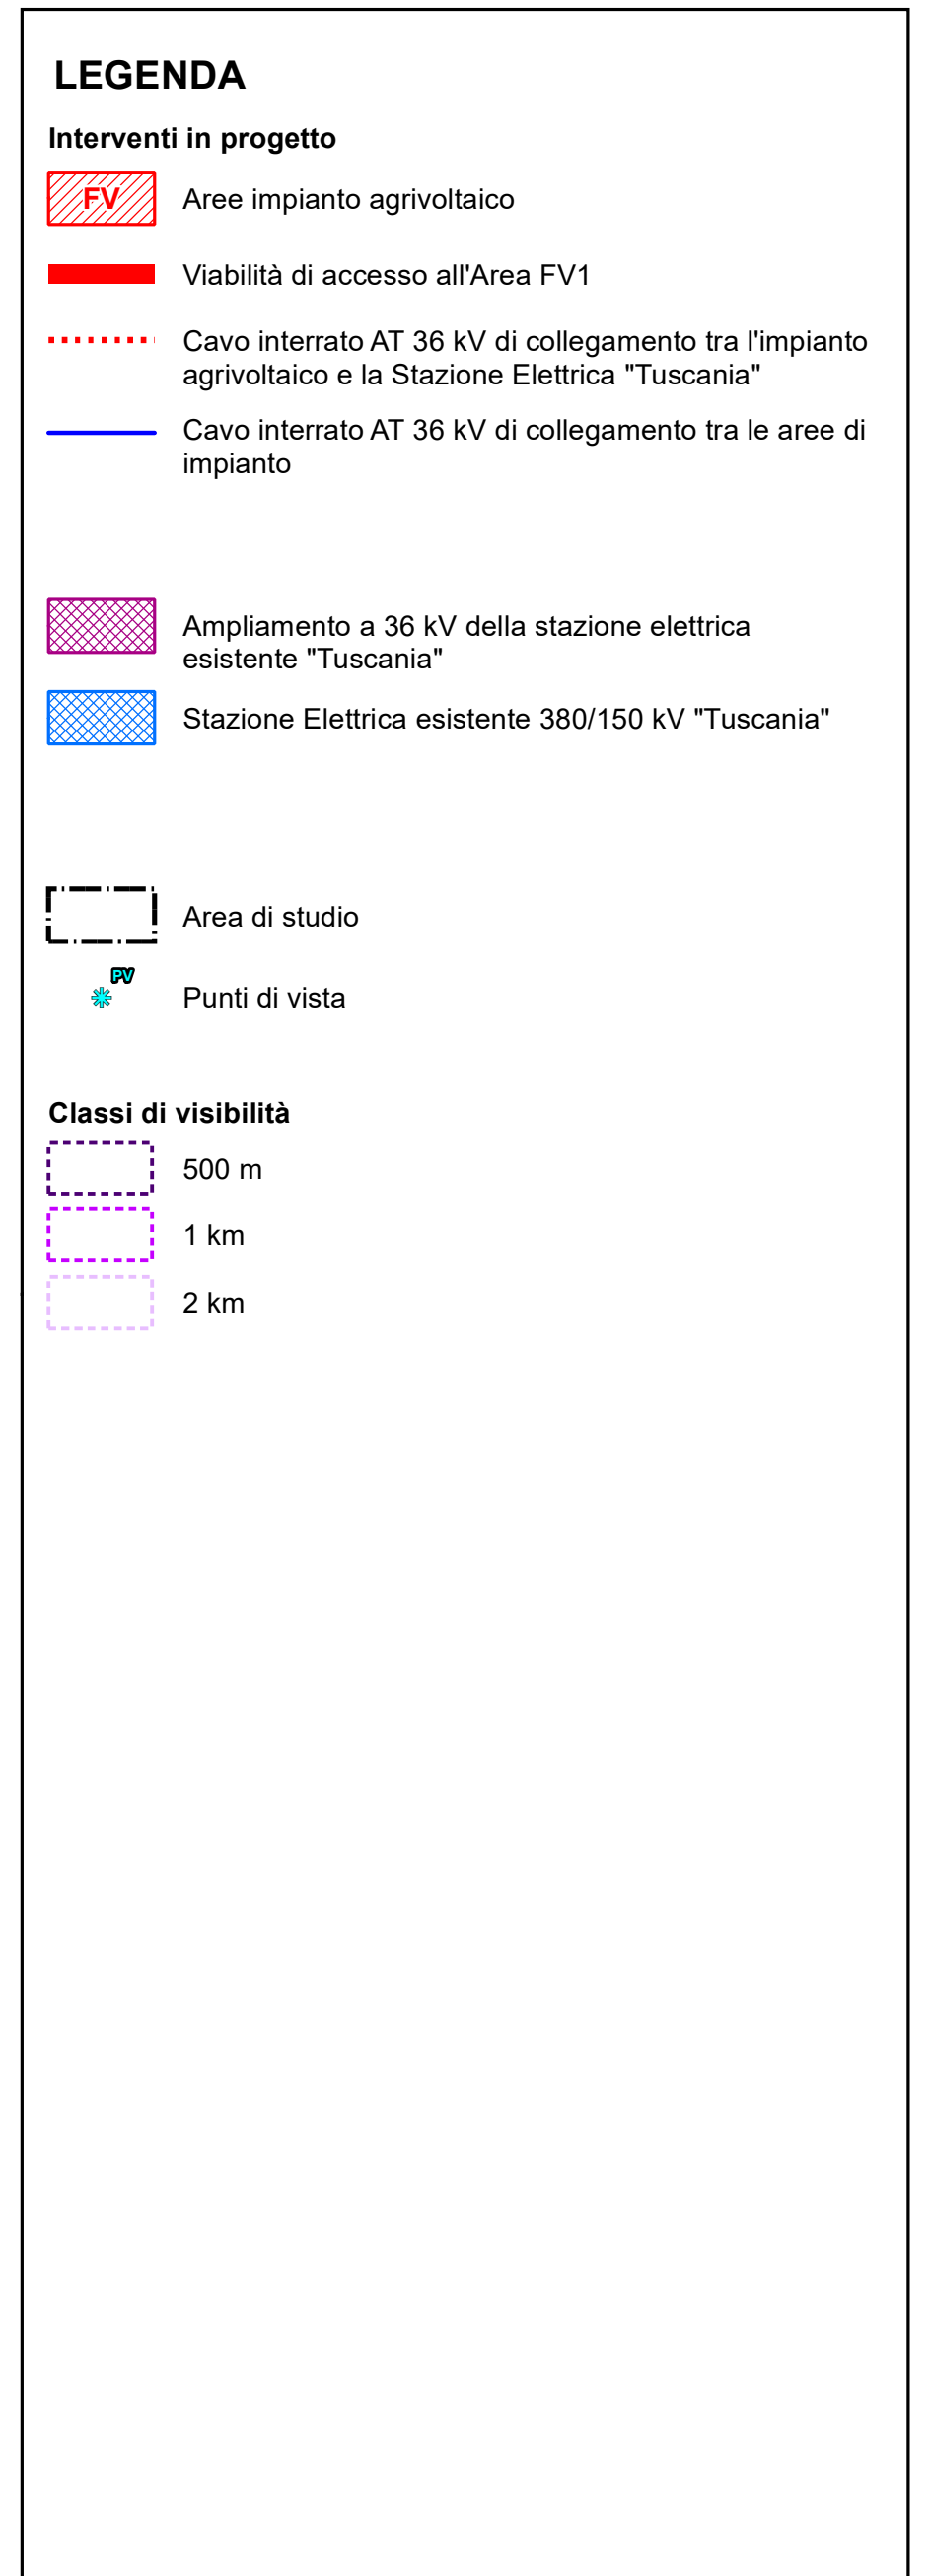 LEGENDA
Interventi in progetto
FV
Aree impianto agrivoltaico
Viabilità di accesso all'Area FV1
Cavo interrato AT 36 kV di collegamento tra l'impianto
agrivoltaico e la Stazione Elettrica "Tuscania"
Cavo interrato AT 36 kV di collegamento tra le aree di
impianto
Ampliamento a 36 kV della stazione elettrica
esistente "Tuscania"
Stazione Elettrica esistente 380/150 kV "Tuscania"
Area di studio
PV
Punti di vista
Classi di visibilità
500 m
1 km
2 km